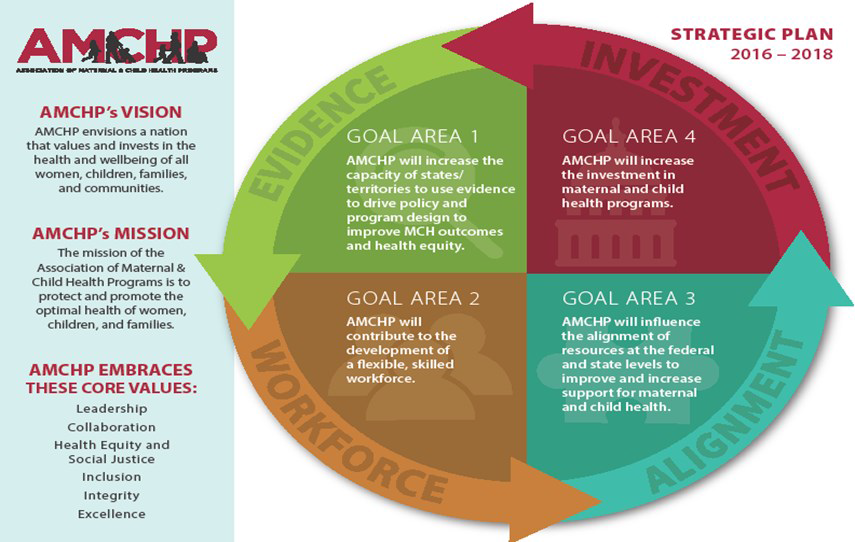 AMCHP
ASSOCIATION OF MATERNAL & CHILD HEALTH PROGRAMS
AMCHP's VISION
AMCHP envisions a nation
that values and invests in the
health and wellbeing of all
women, children, families,
and communities.
AMCHP's MISSION
The mission of the
Association of Maternal &
Child Health Programs is to
protect and promote the
optimal health of women,
children, and families.
AMCHP EMBRACES
THESE CORE VALUES:
Leadership
Collaboration
Health Equity and
Social Justice
Inclusion
Integrity
Excellence
STRATEGIC PLAN
2016 – 2018
EVIDENCE
GOAL AREA 1
AMCHP will increase the
capacity of states/
territories to use evidence
to drive policy and
program design to
improve MCH outcomes
and health equity.
WORKFORCE
GOAL AREA 2
AMCHP will
contribute to the
development of
a flexible, skilled
workforce.
ALIGNMENT
GOAL AREA 3
AMCHP will influence
the alignment of
resources at the federal
and state levels to
improve and increase
support for maternal
and child health.
INVESTMENT
GOAL AREA 4
AMCHP will increase
the investment in
maternal and child
health programs.